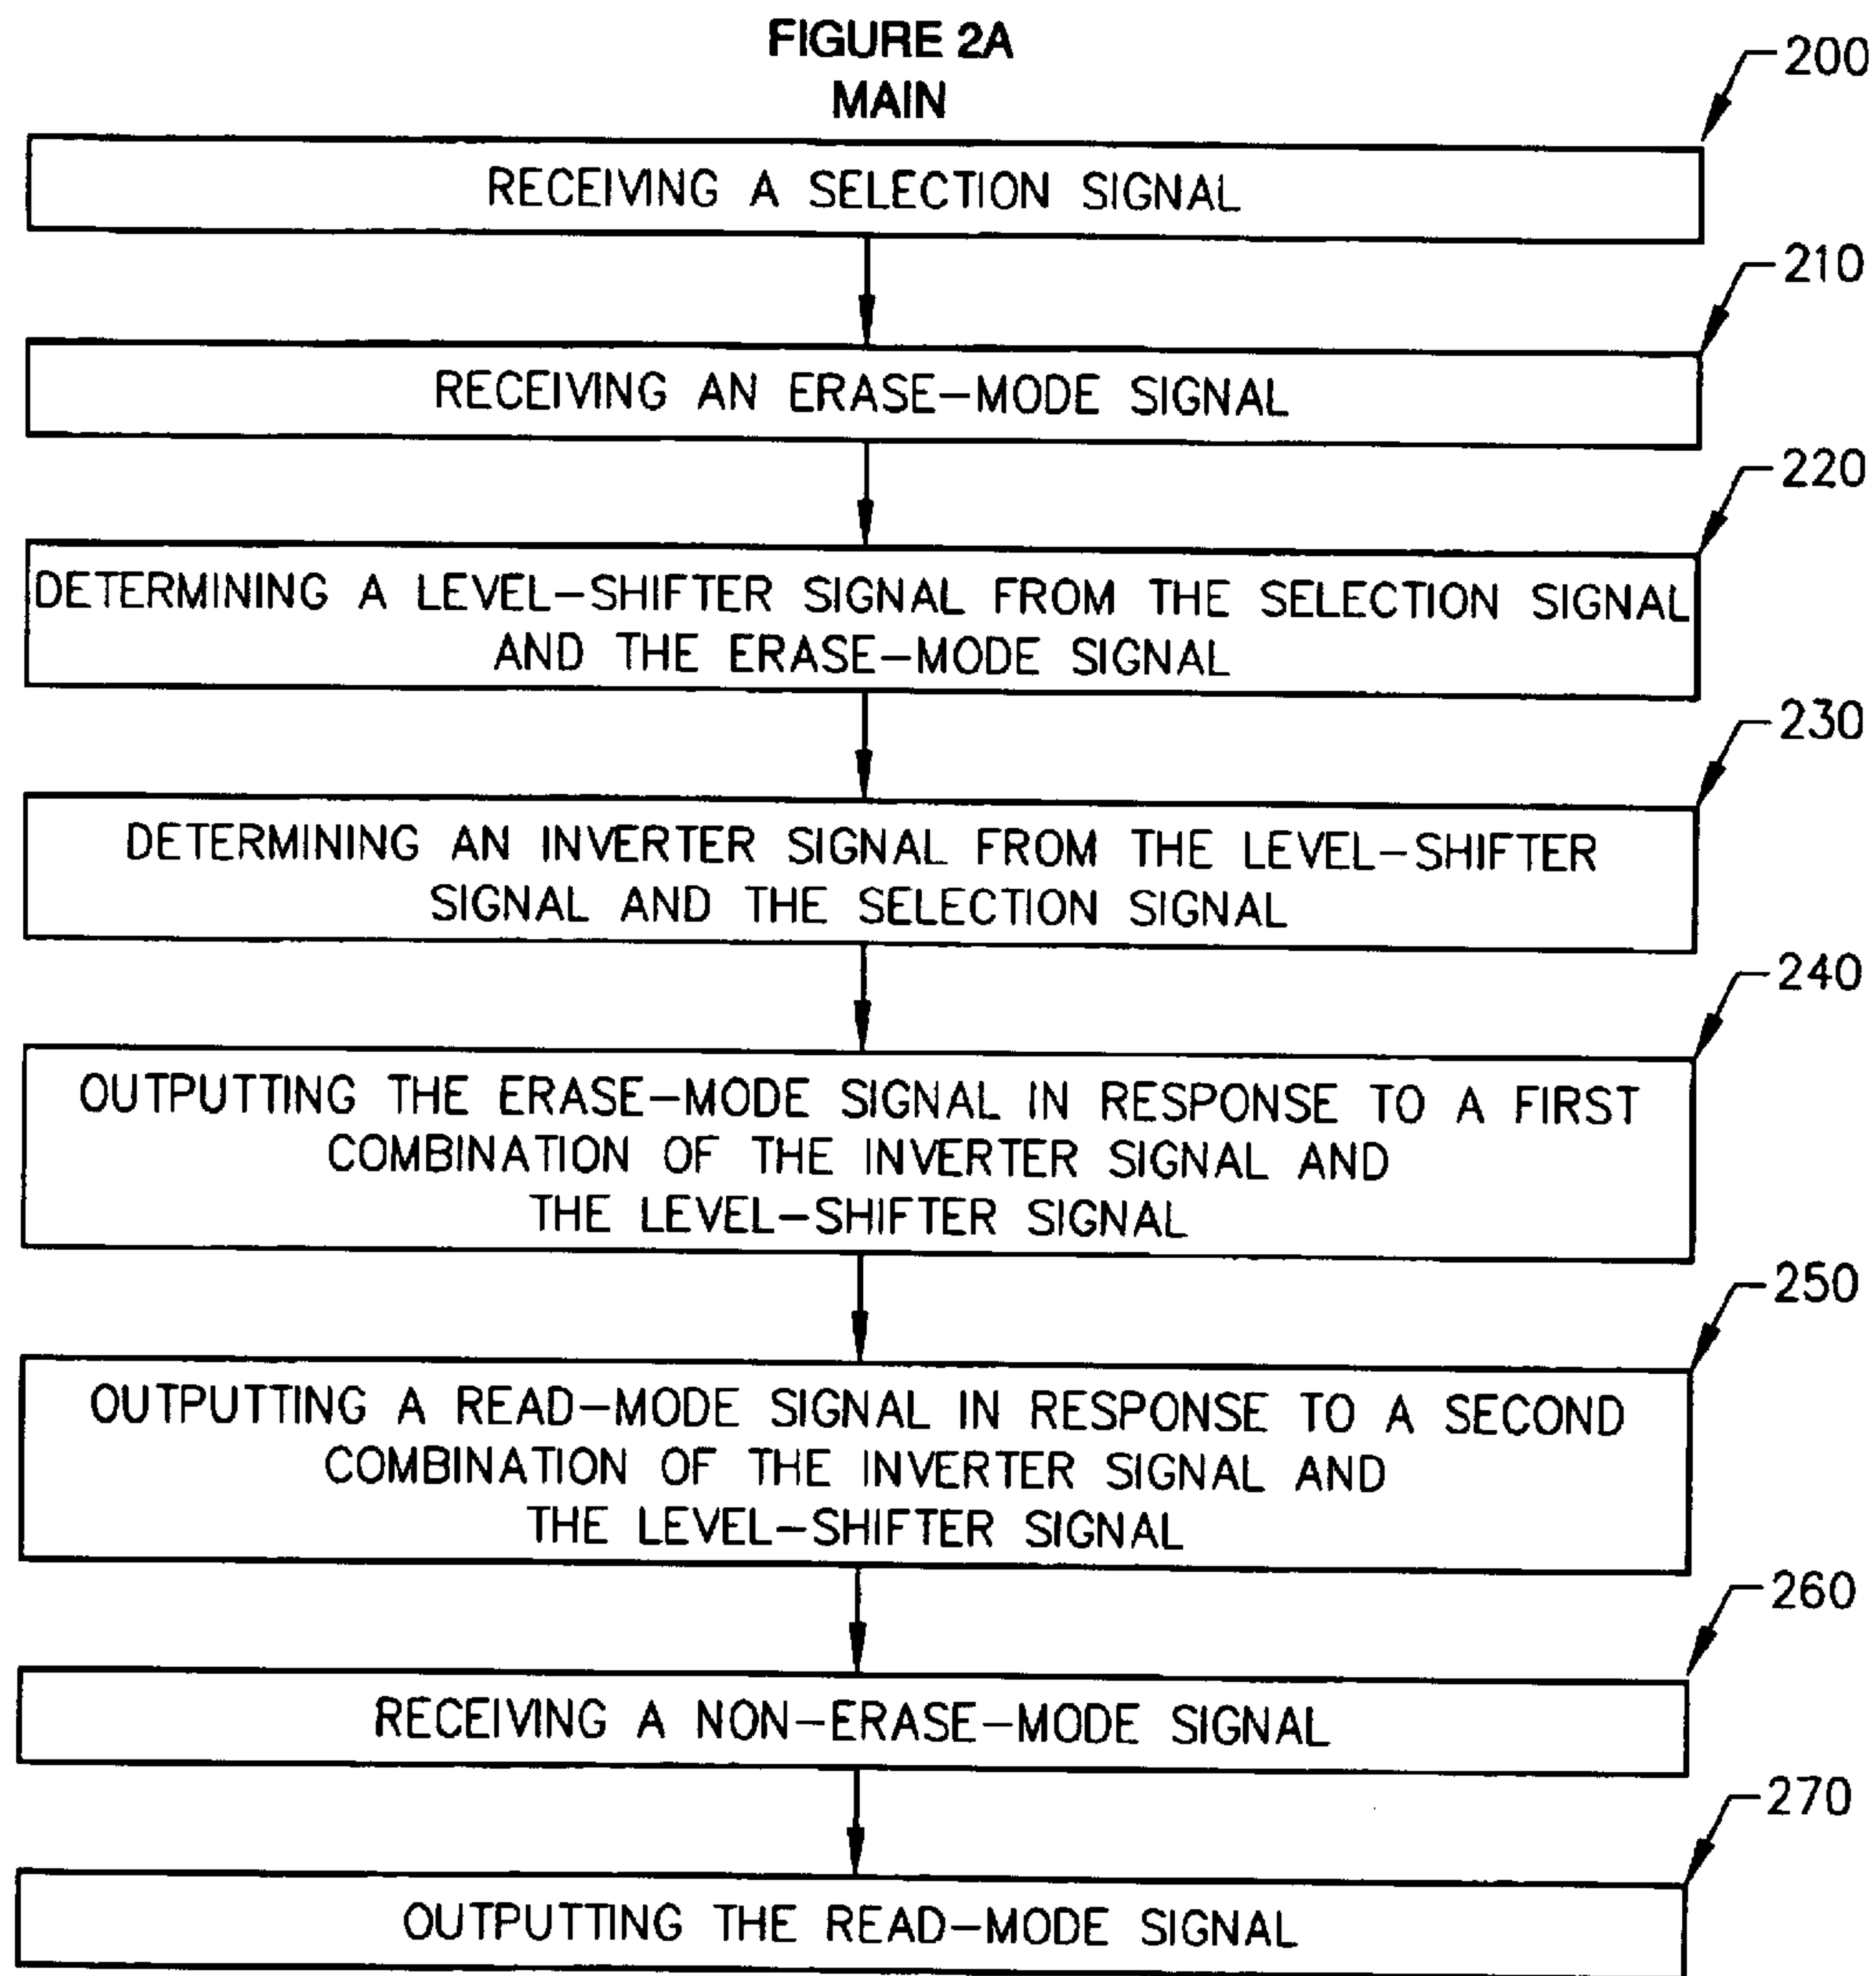 FIGURE 2A
MAIN
200
RECEIVING A SELECTION SIGNAL
210
RECEIVING AN ERASE-MODE SIGNAL
220
DETERMINING A LEVEL-SHIFTER SIGNAL FROM THE SELECTION SIGNAL
AND THE ERASE-MODE SIGNAL
230
DETERMINING AN INVERTER SIGNAL FROM THE LEVEL-SHIFTER
SIGNAL AND THE SELECTION SIGNAL
240
OUTPUTTING THE ERASE-MODE SIGNAL IN RESPONSE TO A FIRST
COMBINATION OF THE INVERTER SIGNAL AND
THE LEVEL-SHIFTER SIGNAL
250
OUTPUTTING A READ-MODE SIGNAL IN RESPONSE TO A SECOND
COMBINATION OF THE INVERTER SIGNAL AND
THE LEVEL-SHIFTER SIGNAL
260
RECEIVING A NON-ERASE-MODE SIGNAL
270
OUTPUTTING THE READ-MODE SIGNAL